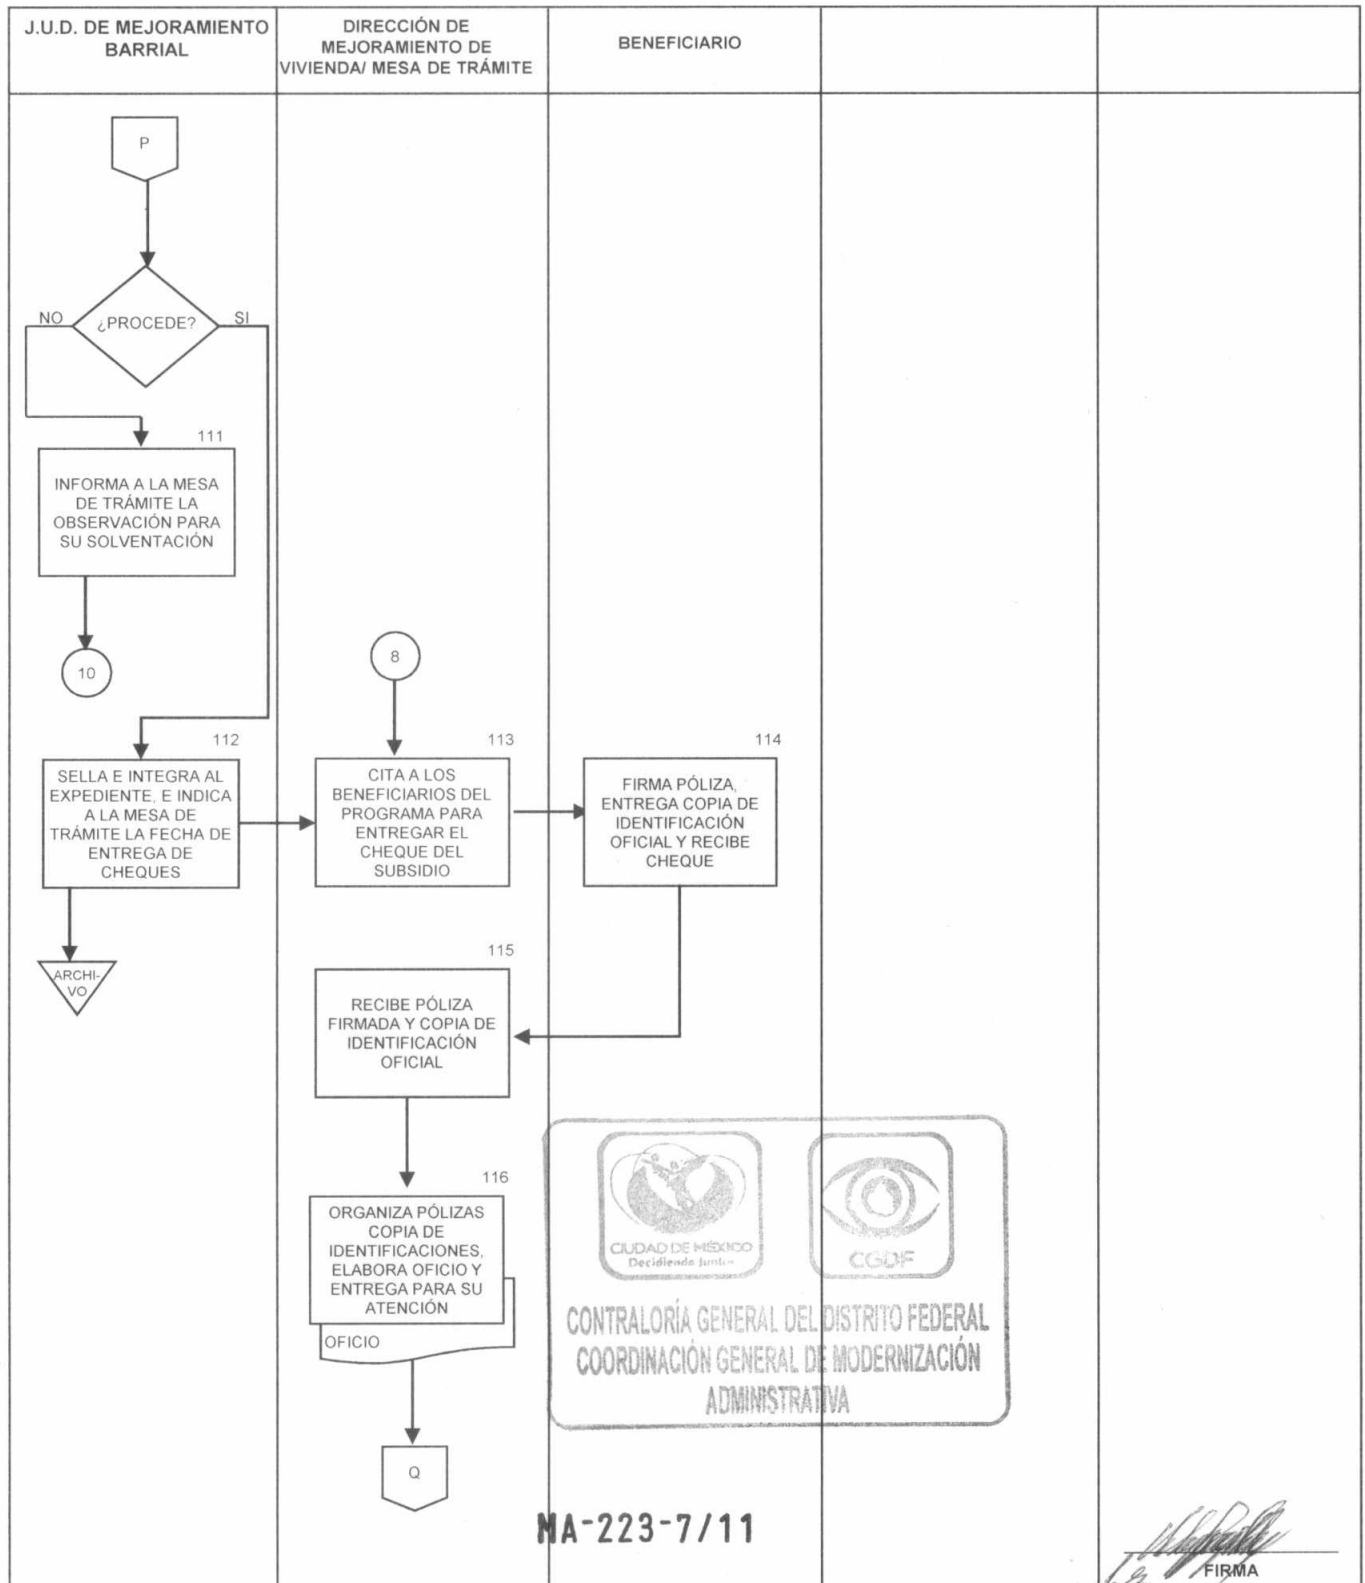 J.U.D. DE MEJORAMIENTO
BARRIAL
DIRECCIÓN DE
MEJORAMIENTO DE
VIVIENDA/ MESA DE TRÁMITE
BENEFICIARIO
P
¿PROCEDE?
NO
SI
111
INFORMA A LA MESA
DE TRÁMITE LA
OBSERVACIÓN PARA
SU SOLVENTACIÓN
10
8
112
SELLA E INTEGRA AL
EXPEDIENTE, E INDICA
A LA MESA DE
TRÁMITE LA FECHA DE
ENTREGA DE
CHEQUES
ARCHI-
VO
113
CITA A LOS
BENEFICIARIOS DEL
PROGRAMA PARA
ENTREGAR EL
CHEQUE DEL
SUBSIDIO
114
FIRMA PÓLIZA,
ENTREGA COPIA DE
IDENTIFICACIÓN
OFICIAL Y RECIBE
CHEQUE
115
RECIBE PÓLIZA
FIRMADA Y COPIA DE
IDENTIFICACIÓN
OFICIAL
116
ORGANIZA PÓLIZAS
COPIA DE
IDENTIFICACIONES,
ELABORA OFICIO Y
ENTREGA PARA SU
ATENCIÓN
OFICIO
Q
CIUDAD DE MÉXICO
Decidiendo Juntos
CGDF
CONTRALORÍA GENERAL DEL DISTRITO FEDERAL
COORDINACIÓN GENERAL DE MODERNIZACIÓN
ADMINISTRATIVA
MA-223-7/11
FIRMA